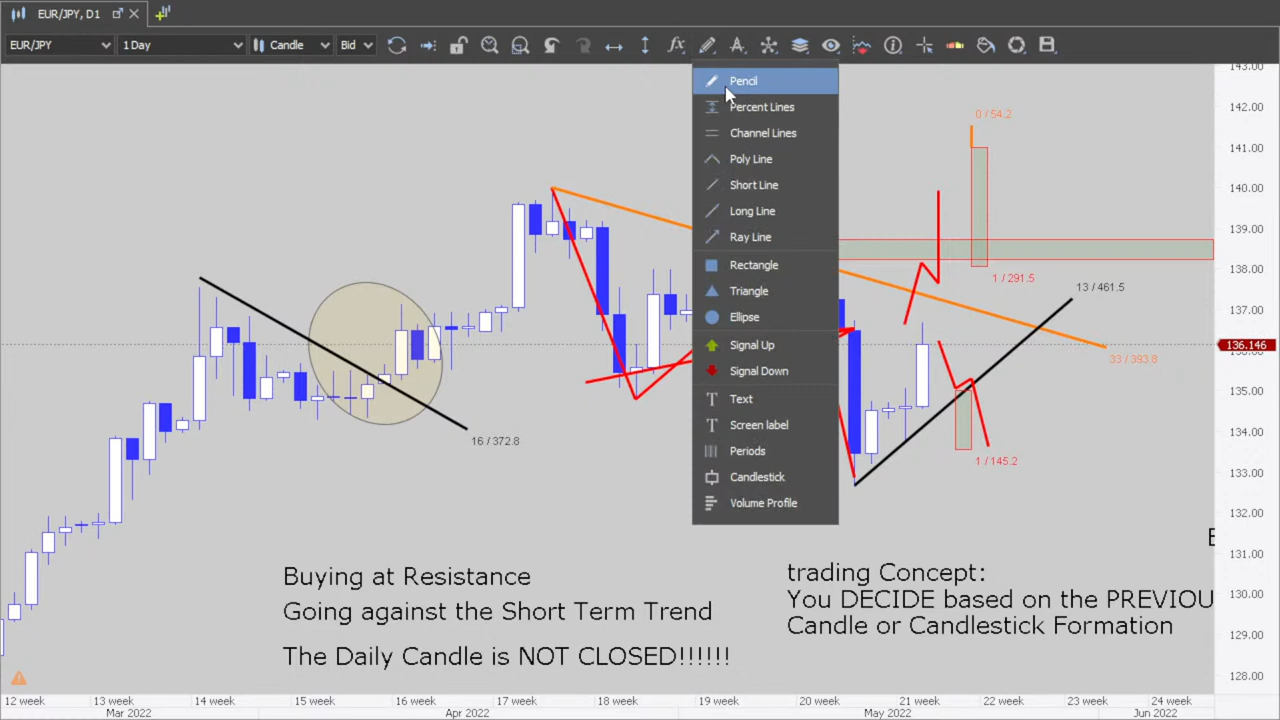 EUR/JPY, D1
EUR/JPY 1 Day Candle Bid
Pencil
Percent Lines
Channel Lines
Poly Line
Short Line
Long Line
Ray Line
Rectangle
Triangle
Ellipse
Signal Up
Signal Down
Text
Screen label
Periods
Candlestick
Volume Profile
0 / 54.2
1 / 291.5
13 / 461.5
33 / 393.8
1 / 145.2
16 / 372.8
143.00
142.00
141.00
140.00
139.00
138.00
137.00
136.146
135.00
134.00
133.00
132.00
131.00
130.00
129.00
128.00
Buying at Resistance
Going against the Short Term Trend
The Daily Candle is NOT CLOSED!!!!!!
trading Concept:
You DECIDE based on the PREVIOU
Candle or Candlestick Formation
12 week 13 week 14 week 15 week 16 week 17 week 18 week 19 week 20 week 21 week 22 week 23 week 24 week
Mar 2022 Apr 2022 May 2022 Jun 2022